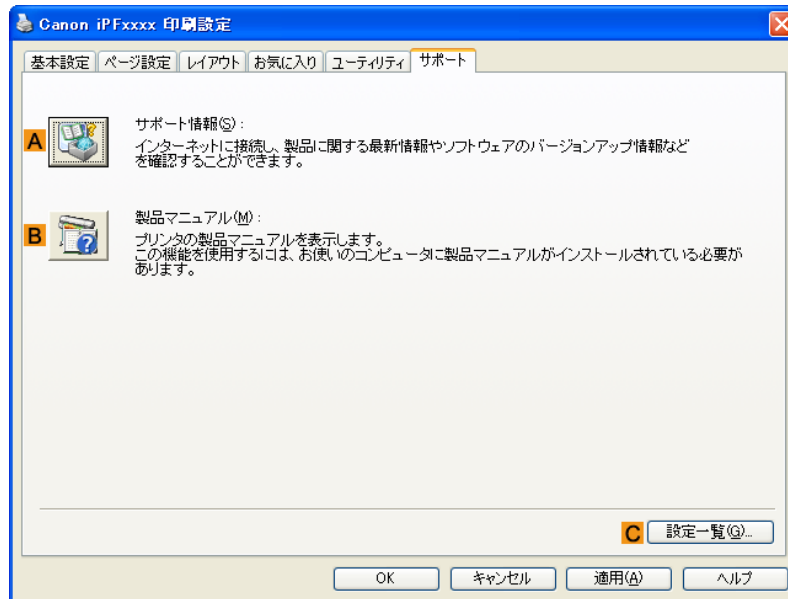 Canon iPFxxxx 印刷設定
基本設定 ページ設定 レイアウト お気に入り ユーティリティ サポート
A
サポート情報(S):
インターネットに接続し、製品に関する最新情報やソフトウェアのバージョンアップ情報など
を確認することができます。
B
製品マニュアル(M):
プリンタの製品マニュアルを表示します。
この機能を使用するには、お使いのコンピュータに製品マニュアルがインストールされている必要が
あります。
C 設定一覧(G)...
OK キャンセル 適用(A) ヘルプ